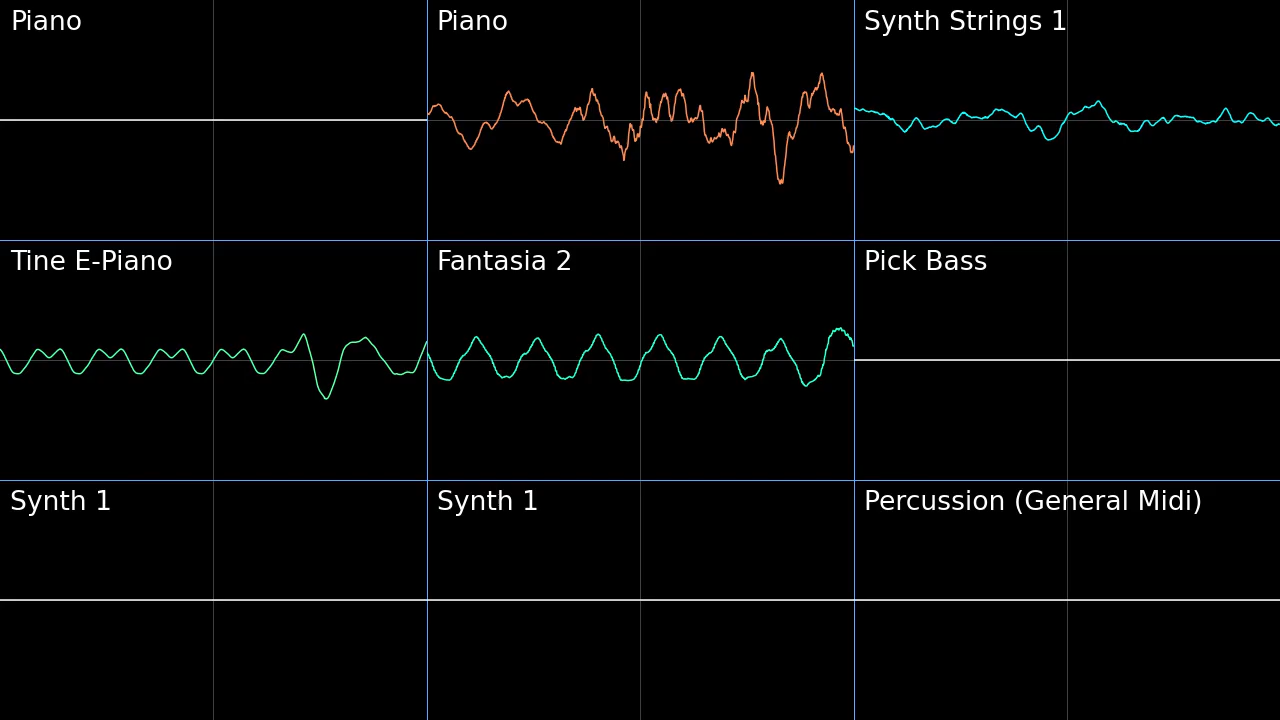 Piano
Piano
Synth Strings 1
Tine E-Piano
Fantasia 2
Pick Bass
Synth 1
Synth 1
Percussion (General Midi)